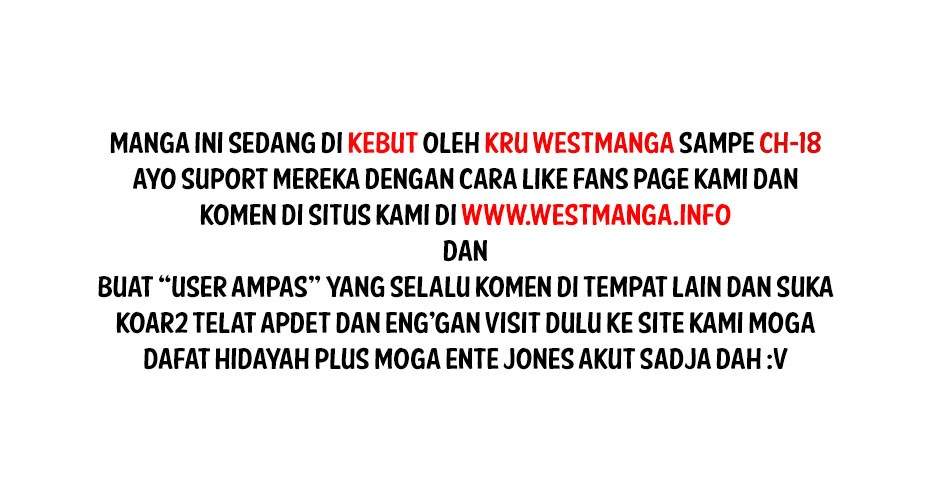 MANGA INI SEDANG DI KEBUT OLEH KRU WESTMANGA SAMPE CH-18
AYO SUPORT MEREKA DENGAN CARA LIKE FANS PAGE KAMI DAN
KOMEN DI SITUS KAMI DI WWW.WESTMANGA.INFO
DAN
BUAT “USER AMPAS” YANG SELALU KOMEN DI TEMPAT LAIN DAN SUKA
KOAR2 TELAT APDET DAN ENG’GAN VISIT DULU KE SITE KAMI MOGA
DAFAT HIDAYAH PLUS MOGA ENTE JONES AKUT SADJA DAH :V